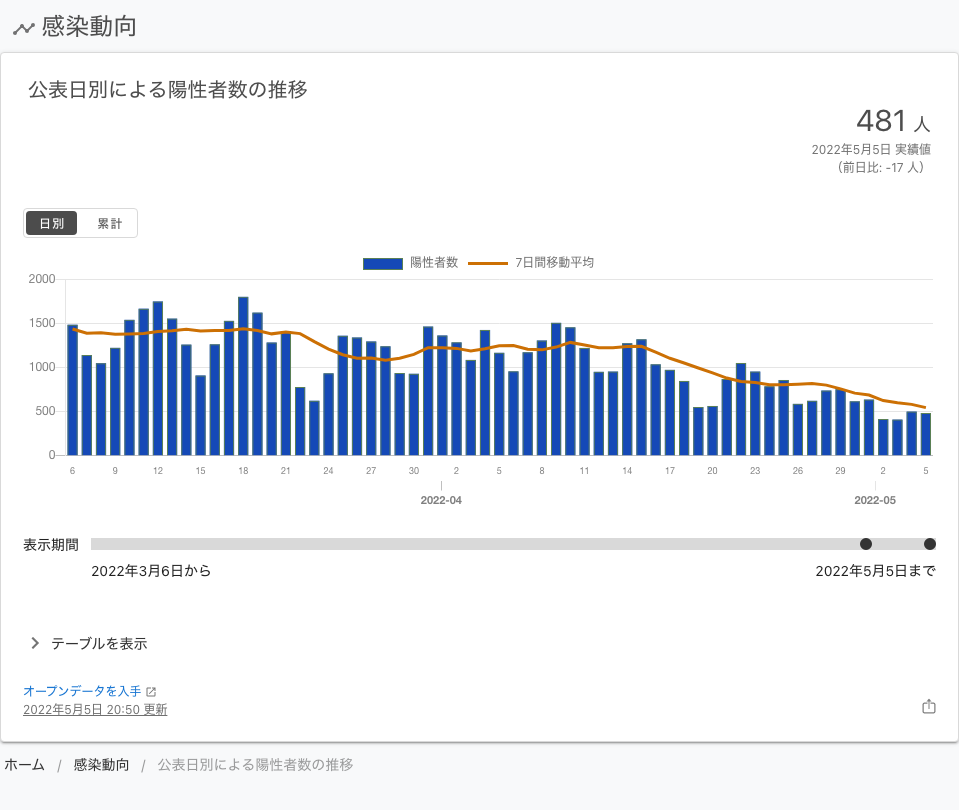 感染動向
公表日別による陽性者数の推移
481 人
2022年5月5日 実績値
（前日比: -17 人）
日別 累計
陽性者数 7日間移動平均
2000
1500
1000
500
0
6 9 12 15 18 21 24 27 30 2 5 8 11 14 17 20 23 26 29 2 5
2022-04 2022-05
表示期間
2022年3月6日から 2022年5月5日まで
テーブルを表示
オープンデータを入手
2022年5月5日 20:50 更新
ホーム / 感染動向 / 公表日別による陽性者数の推移